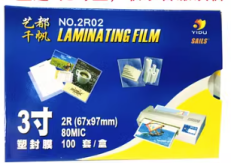 艺都
千帆
NO.2R02
LAMINATING FILM
YIDU
SAILS
3寸
塑封膜
2R (67x97mm)
80MIC
100 套/盒